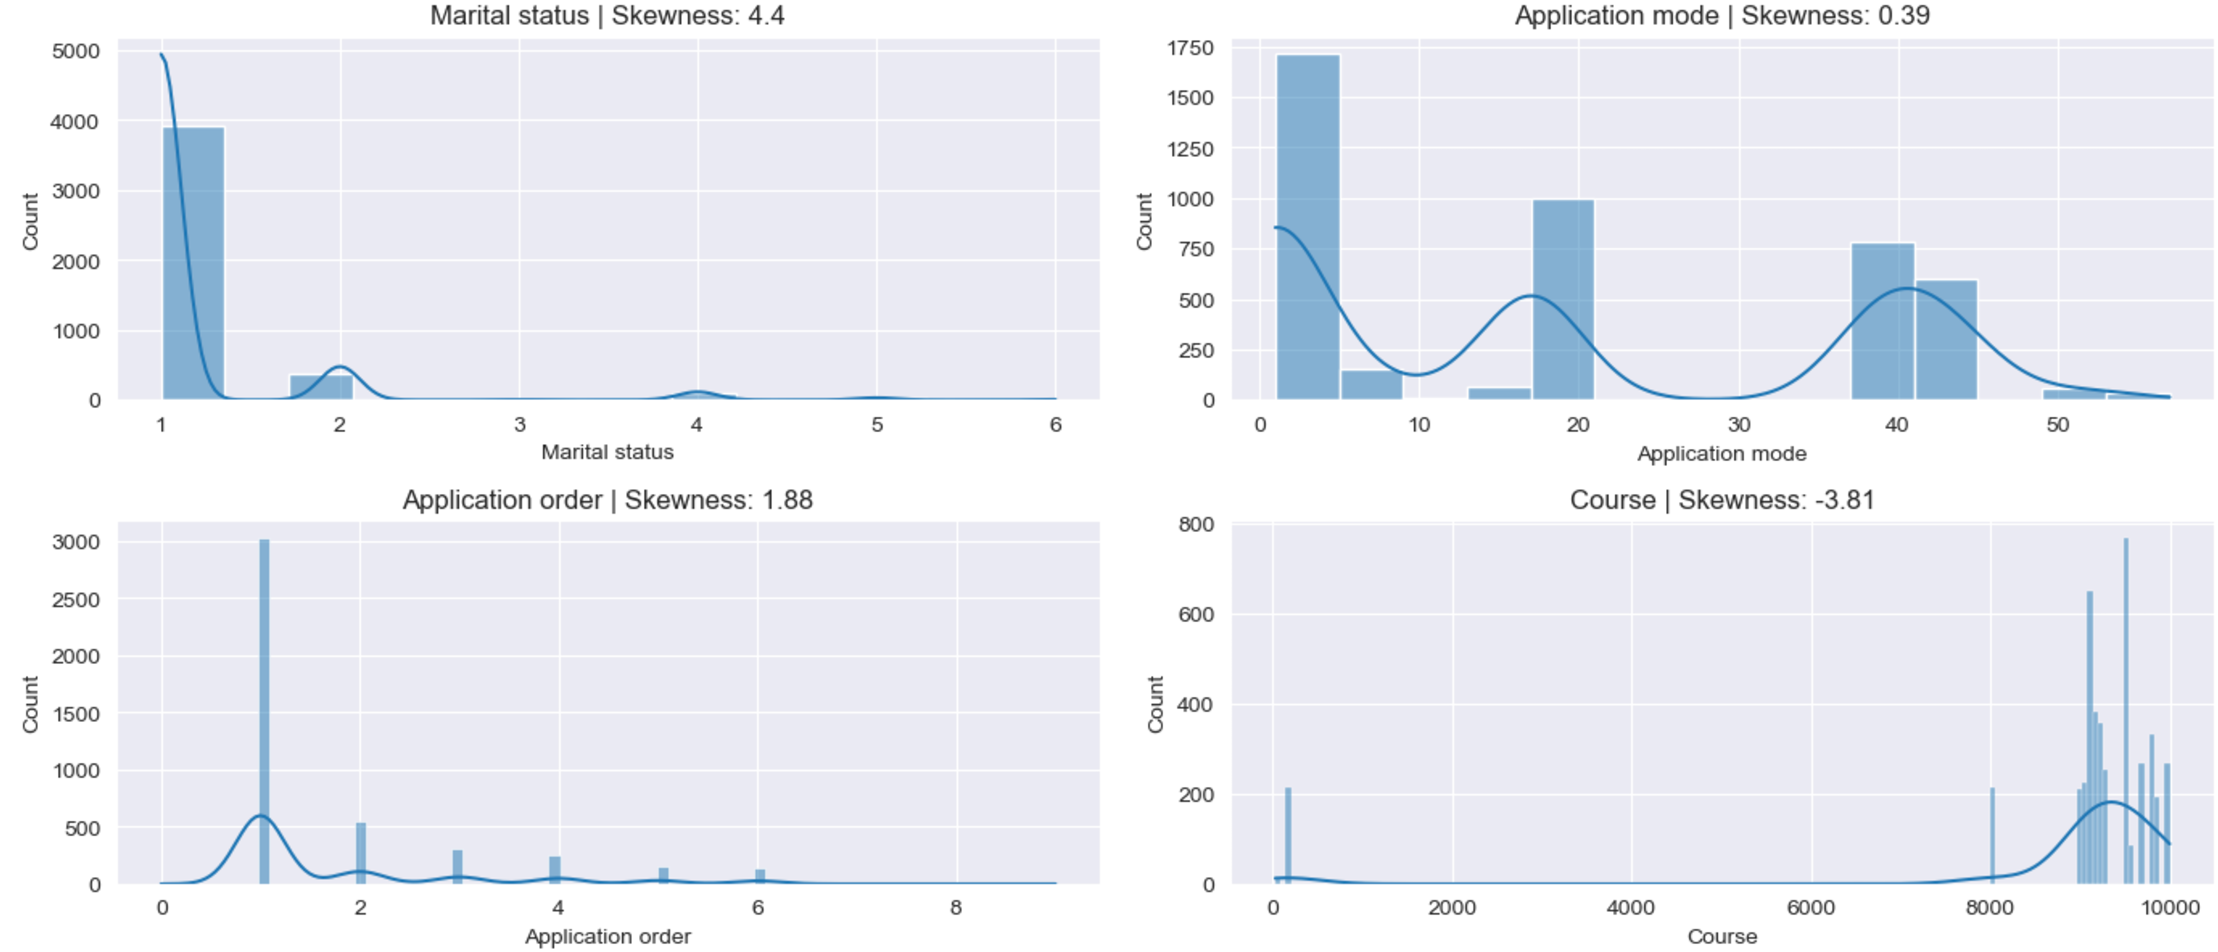 Marital status | Skewness: 4.4
5000
4000
3000
2000
1000
0
Count
1 2 3 4 5 6
Marital status
Application mode | Skewness: 0.39
1750
1500
1250
1000
750
500
250
0
Count
0 10 20 30 40 50
Application mode
Application order | Skewness: 1.88
3000
2500
2000
1500
1000
500
0
Count
0 2 4 6 8
Application order
Course | Skewness: -3.81
800
600
400
200
0
Count
0 2000 4000 6000 8000 10000
Course